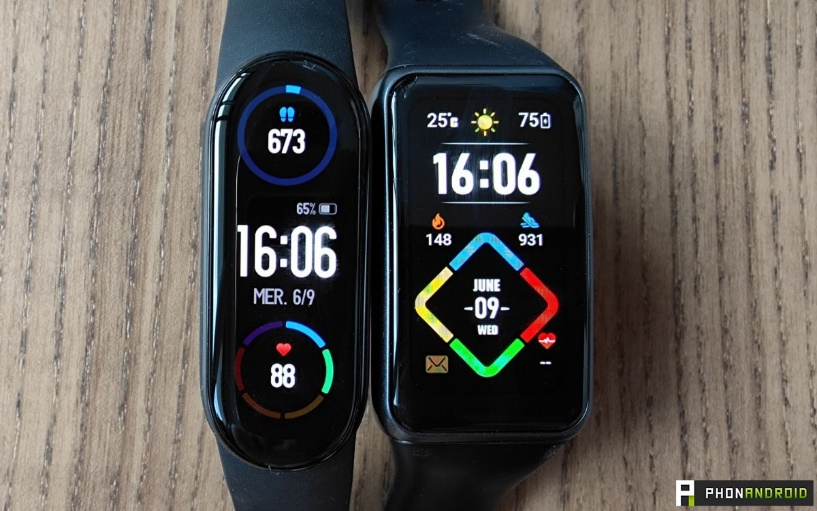 673
65%
16:06
MER. 6/9
88
25°C
75
16:06
148
931
JUNE
-09-
WED
--
PHONANDROID